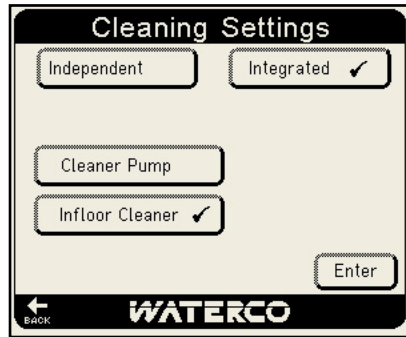 Cleaning Settings
Independent
Integrated ✓
Cleaner Pump
Infloor Cleaner ✓
Enter
BACK
WATERCO